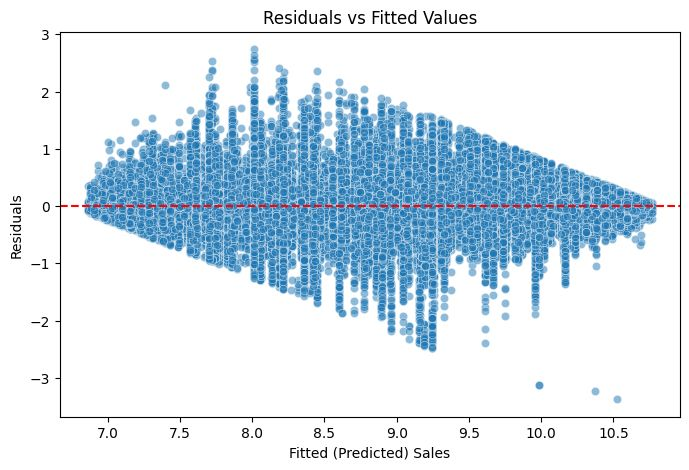 Residuals vs Fitted Values
Residuals
3
2
1
0
−1
−2
−3
7.0 7.5 8.0 8.5 9.0 9.5 10.0 10.5
Fitted (Predicted) Sales